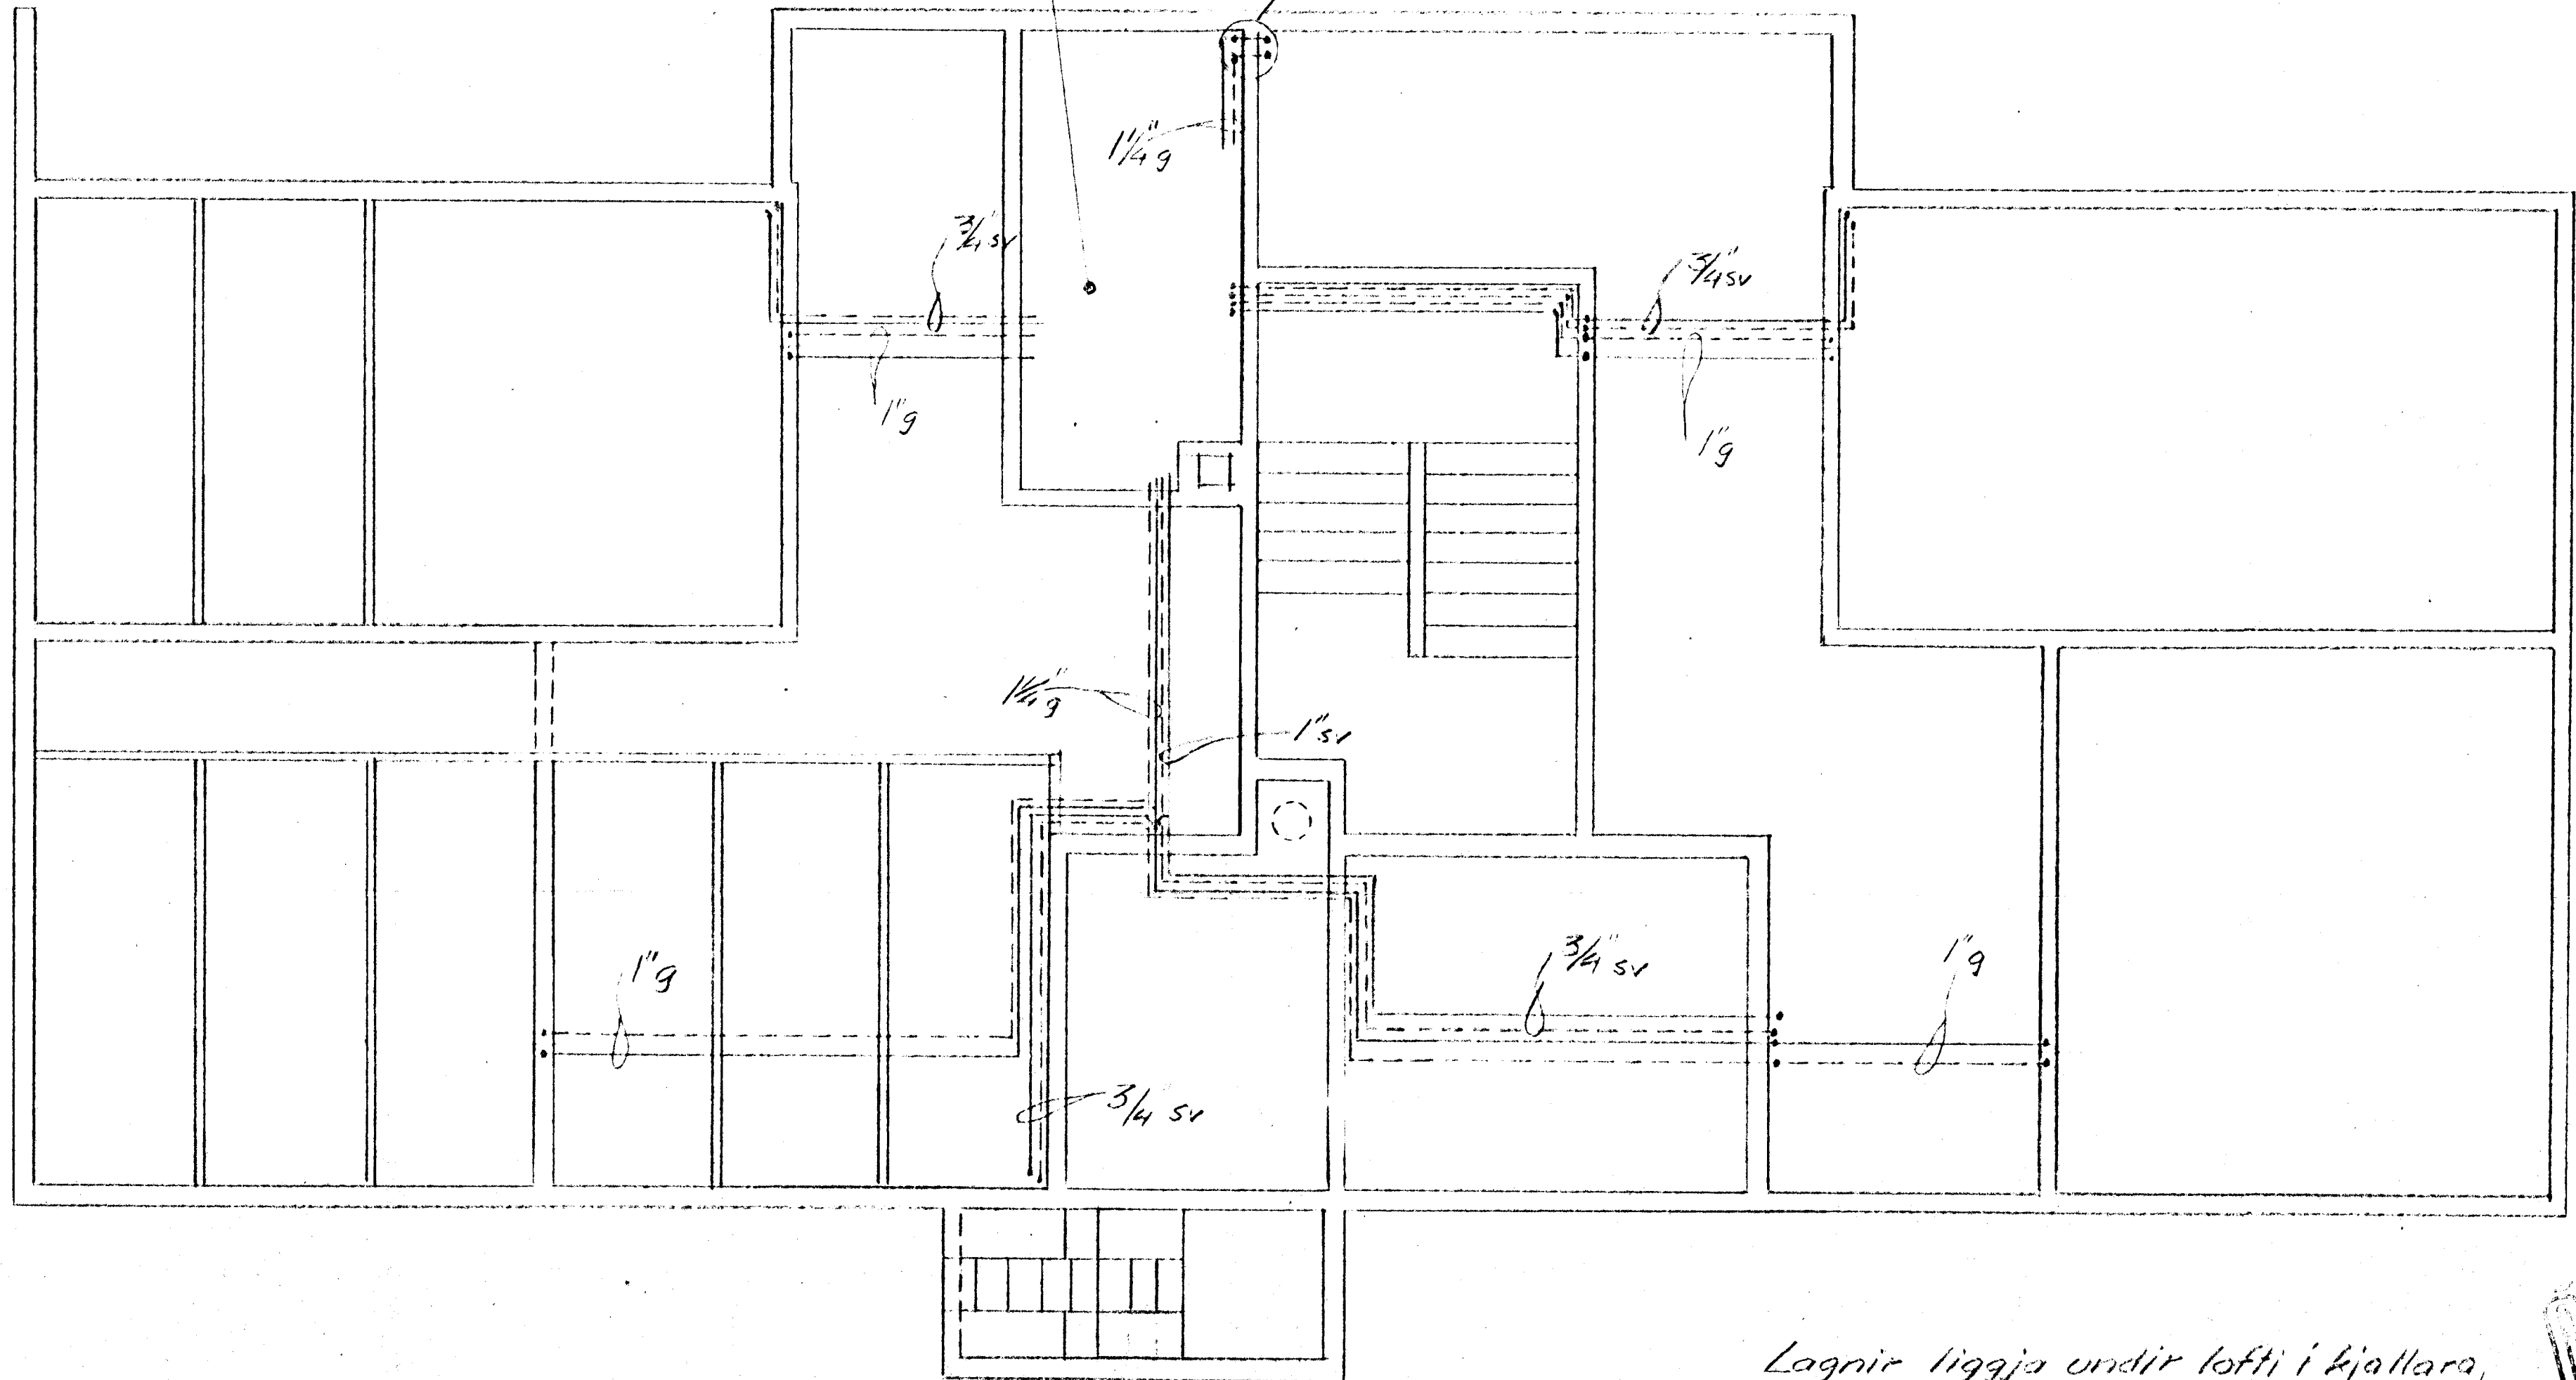 1¼" g
¾" sv
¾" sv
1" g
1" g
1¼" g
1" sv
1" g
¾" sv
1" g
3/4" sv
Lagnir liggja undir lofti í kjallara,